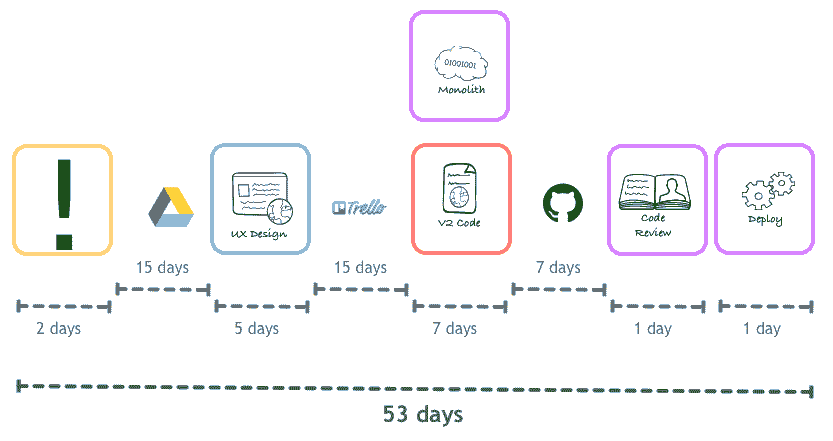 01001001
Monolith
!
UX Design
Trello
V2 Code
Code
Review
Deploy
15 days
15 days
7 days
2 days
5 days
7 days
1 day
1 day
53 days